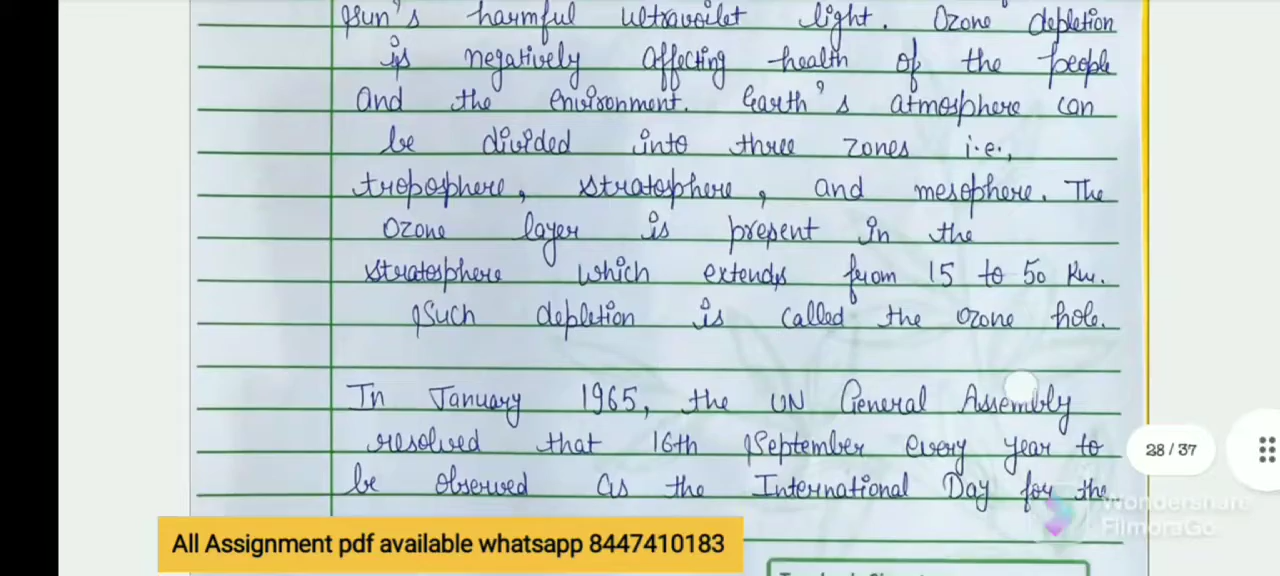 Sun's harmful ultravoilet light. Ozone depletion
is negatively affecting health of the people
and the environment. Earth's atmosphere can
be divided into three zones i.e.,
troposphere, stratosphere, and mesophere. The
ozone layer is present in the
stratosphere which extends from 15 to 50 Km.
Such depletion is called the ozone hole.
In January 1965, the UN General Assembly
resolved that 16th September every year to
be observed as the International Day for the
28 / 37
Wondershare
FilmoraGo
All Assignment pdf available whatsapp 8447410183